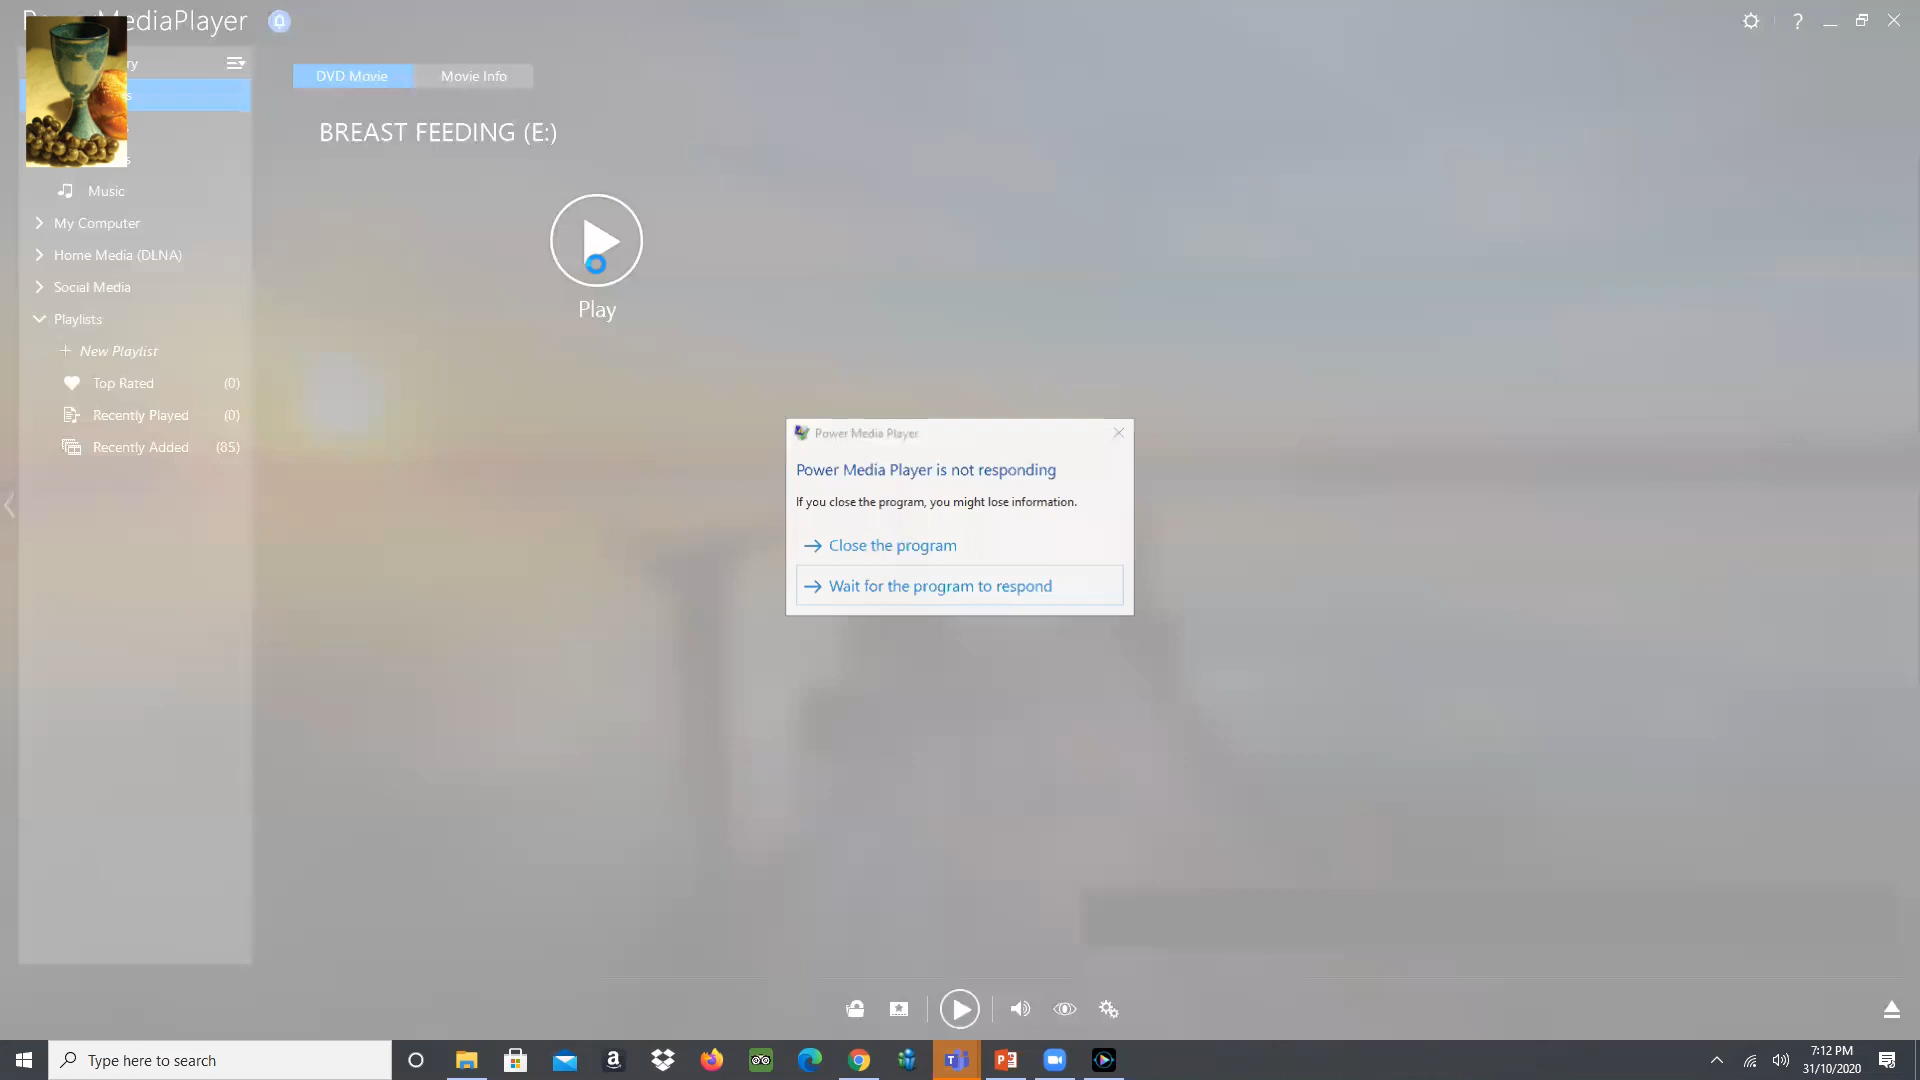 MediaPlayer
DVD Movie
Movie Info
BREAST FEEDING (E:)
Play
Music
My Computer
Home Media (DLNA)
Social Media
Playlists
New Playlist
Top Rated (0)
Recently Played (0)
Recently Added (85)
Power Media Player
Power Media Player is not responding
If you close the program, you might lose information.
Close the program
Wait for the program to respond
Type here to search
7:12 PM
31/10/2020